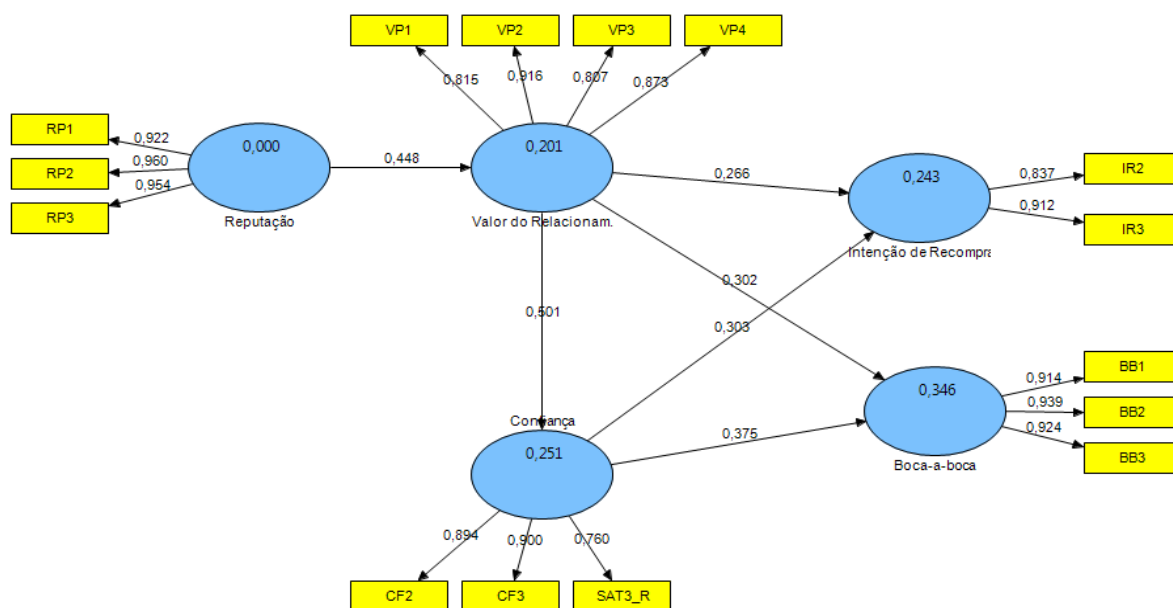 VP1
VP2
VP3
VP4
0,815
0,916
0,807
0,873
RP1
RP2
RP3
0,922
0,960
0,954
0,000
Reputação
0,448
0,201
Valor do Relacionam.
0,266
0,243
Intenção de Recompra
0,837
0,912
IR2
IR3
0,302
0,501
0,303
Confiança
0,251
0,375
0,346
Boca-a-boca
0,914
0,939
0,924
BB1
BB2
BB3
0,894
0,900
0,760
CF2
CF3
SAT3_R